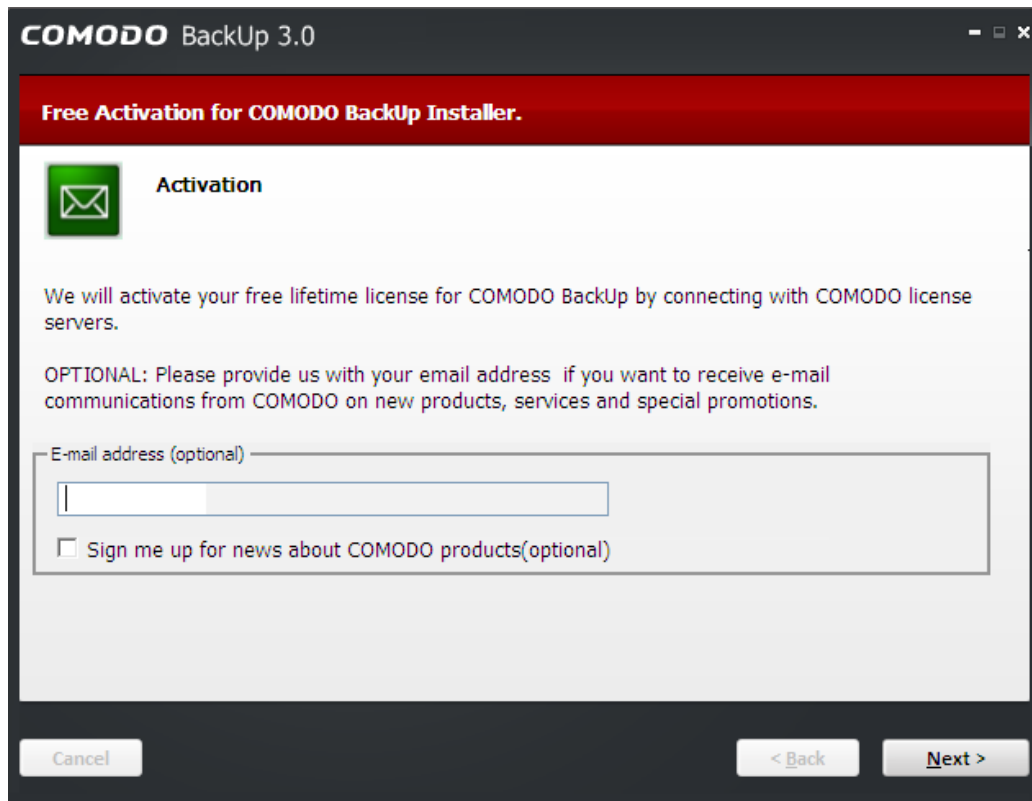 COMODO BackUp 3.0
Free Activation for COMODO BackUp Installer.
Activation
We will activate your free lifetime license for COMODO BackUp by connecting with COMODO license
servers.
OPTIONAL: Please provide us with your email address  if you want to receive e-mail
communications from COMODO on new products, services and special promotions.
E-mail address (optional)
Sign me up for news about COMODO products(optional)
Cancel
< Back
Next >